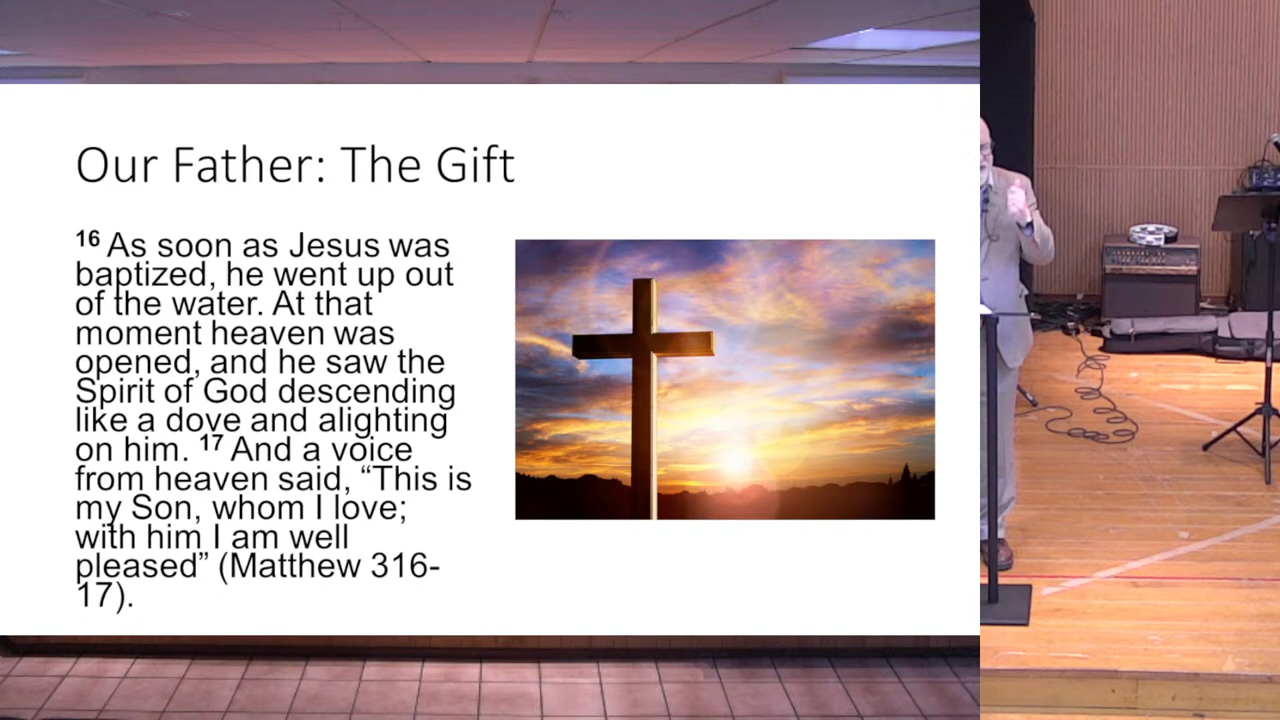 Our Father: The Gift
16 As soon as Jesus was
baptized, he went up out
of the water. At that
moment heaven was
opened, and he saw the
Spirit of God descending
like a dove and alighting
on him. 17 And a voice
from heaven said, “This is
my Son, whom I love;
with him I am well
pleased” (Matthew 316-
17).